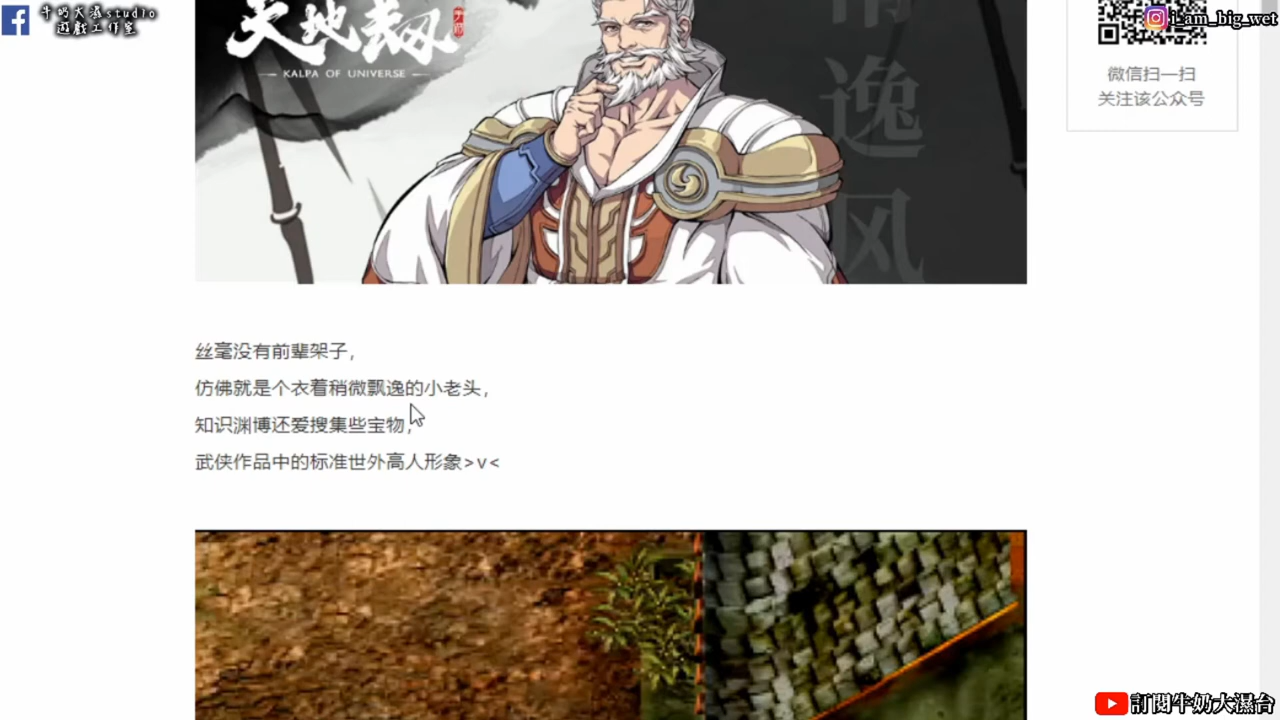 牛奶大濕studio
遊戲工作室
天地劫
KALPA OF UNIVERSE
逸
风
i_am_big_wet
微信扫一扫
关注该公众号
丝毫没有前辈架子,
仿佛就是个衣着稍微飘逸的小老头,
知识渊博还爱搜集些宝物,
武侠作品中的标准世外高人形象>v<
訂閱牛奶大濕台